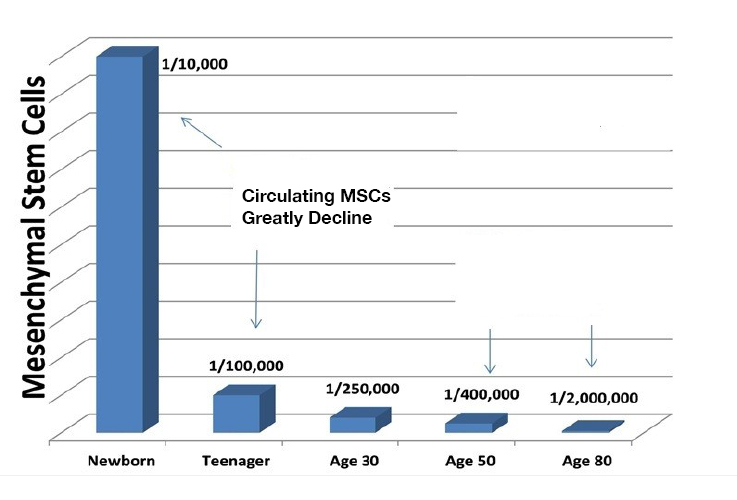 Mesenchymal Stem Cells
1/10,000
Circulating MSCs
Greatly Decline
1/100,000
1/250,000
1/400,000
1/2,000,000
Newborn
Teenager
Age 30
Age 50
Age 80